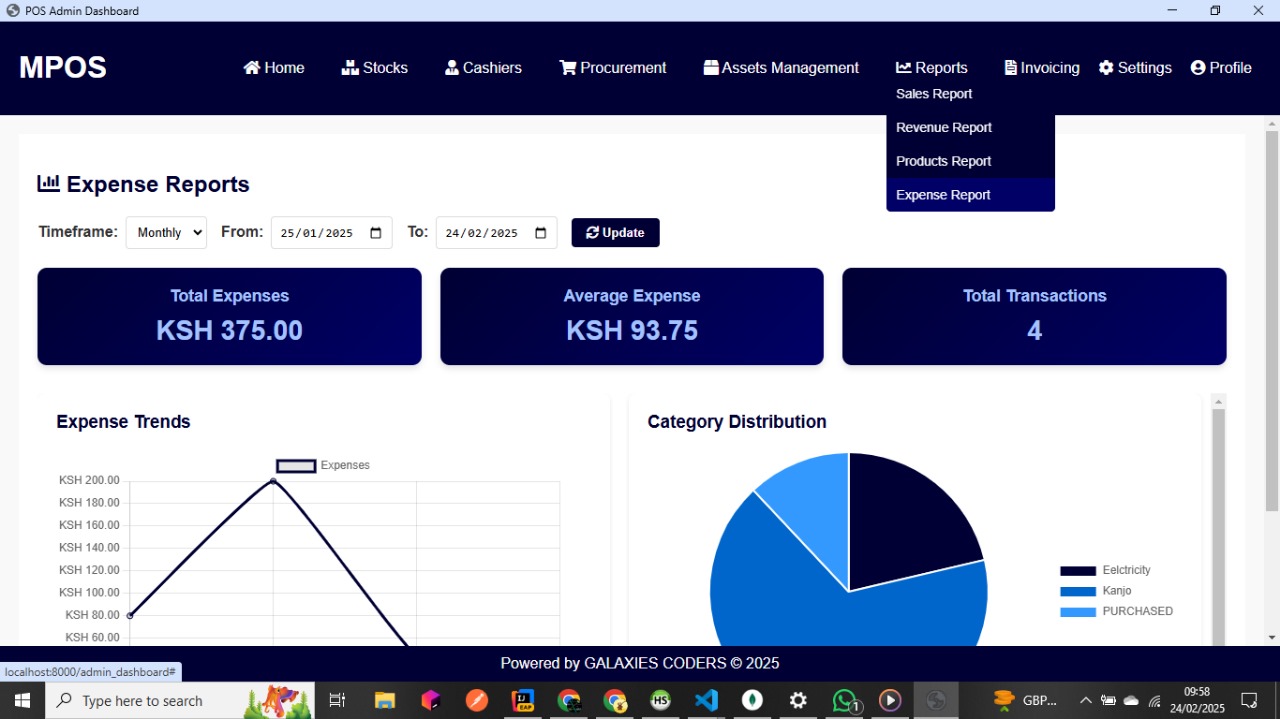 POS Admin Dashboard
MPOS
Home
Stocks
Cashiers
Procurement
Assets Management
Reports
Invoicing
Settings
Profile
Sales Report
Revenue Report
Products Report
Expense Report
Expense Reports
Timeframe: Monthly From: 25/01/2025 To: 24/02/2025 Update
Total Expenses
KSH 375.00
Average Expense
KSH 93.75
Total Transactions
4
Expense Trends
Expenses
KSH 200.00
KSH 180.00
KSH 160.00
KSH 140.00
KSH 120.00
KSH 100.00
KSH 80.00
KSH 60.00
Category Distribution
Eelctricity
Kanjo
PURCHASED
Powered by GALAXIES CODERS © 2025
localhost:8000/admin_dashboard#
Type here to search
IJ
EAP
HS
1
GBP...
09:58
24/02/2025